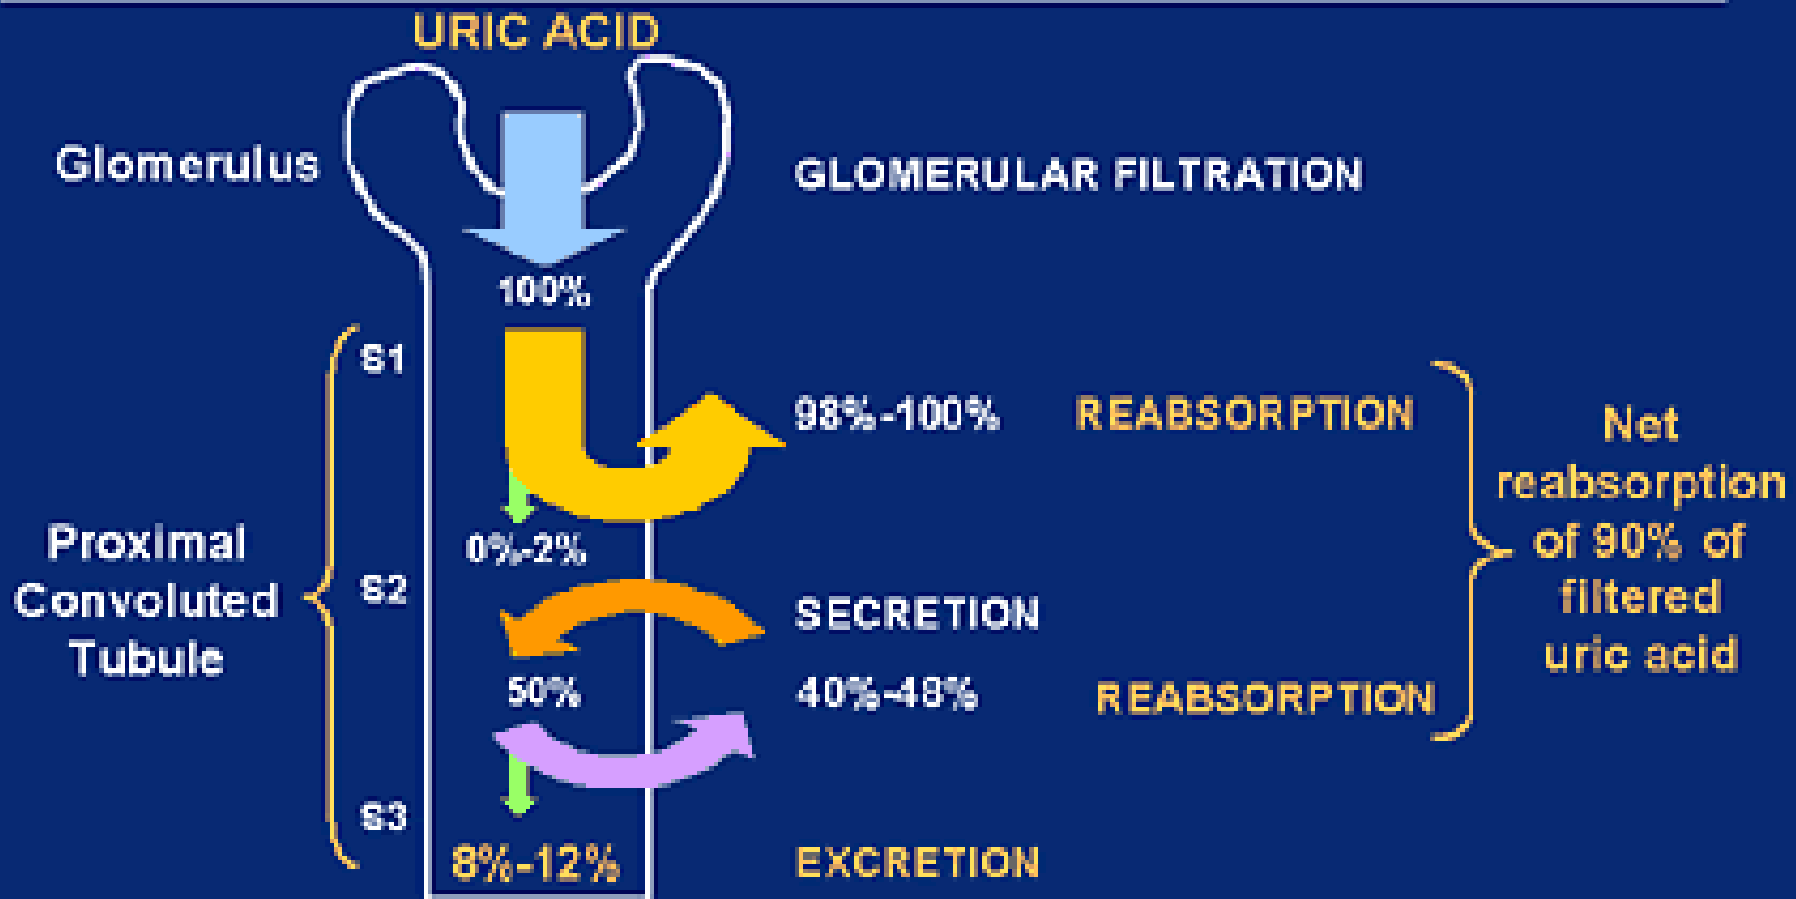 URIC ACID
Glomerulus
GLOMERULAR FILTRATION
100%
S1
98%-100% REABSORPTION
Net
reabsorption
of 90% of
filtered
uric acid
0%-2%
Proximal
Convoluted
Tubule
S2
SECRETION
50%
40%-48% REABSORPTION
S3
8%-12%
EXCRETION